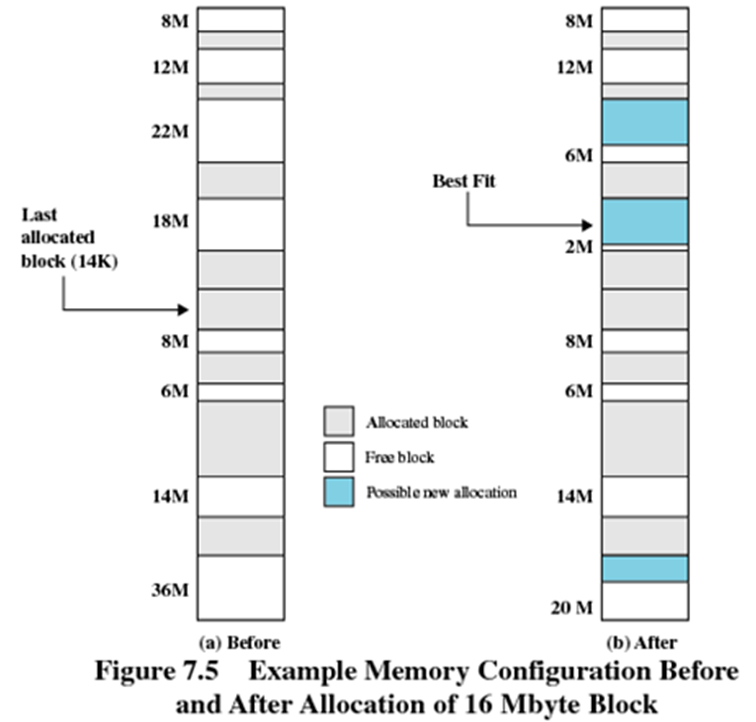 8M
12M
22M
18M
Last
allocated
block (14K)
8M
6M
14M
36M
(a) Before
Allocated block
Free block
Possible new allocation
8M
12M
6M
Best Fit
2M
8M
6M
14M
20 M
(b) After
Figure 7.5 Example Memory Configuration Before
and After Allocation of 16 Mbyte Block